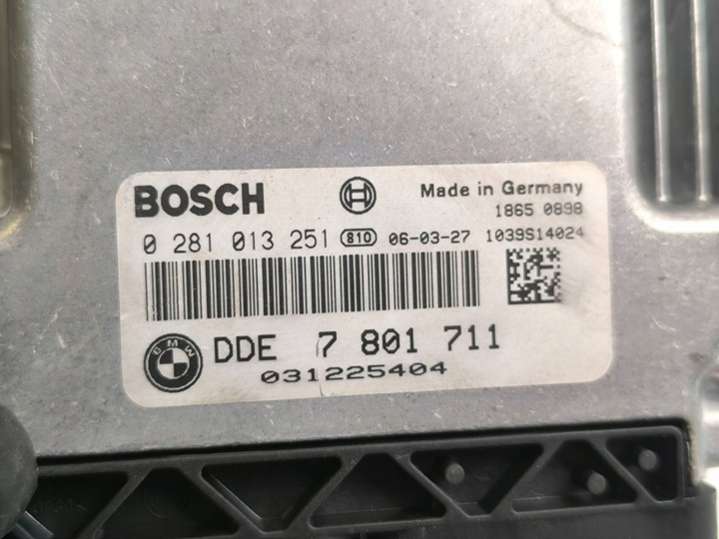 BOSCH Made in Germany
1865 0898
0 281 013 251 810 06-03-27 1039S14024
BMW DDE 7 801 711
031225404